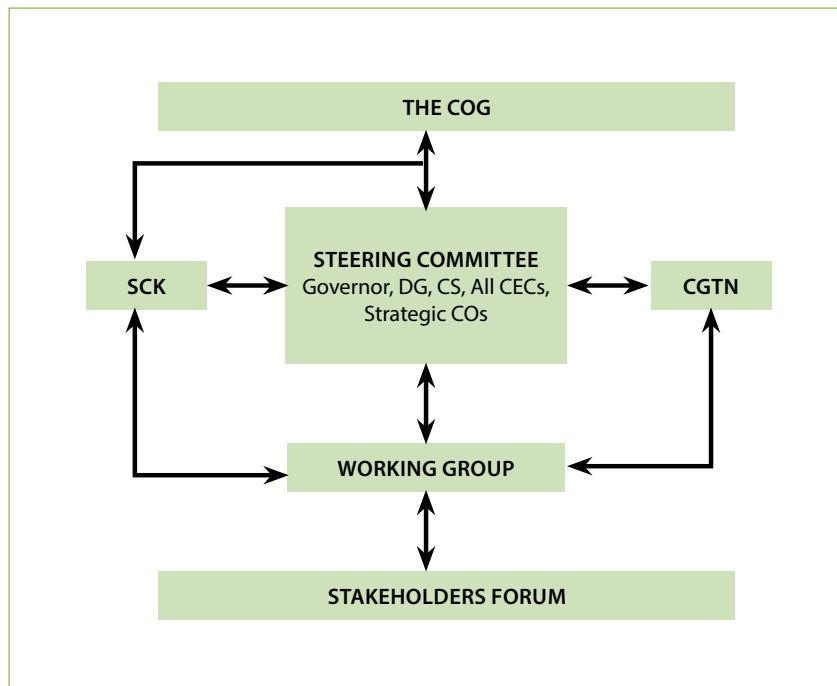 THE COG
STEERING COMMITTEE
Governor, DG, CS, All CECs,
Strategic COs
SCK
CGTN
WORKING GROUP
STAKEHOLDERS FORUM